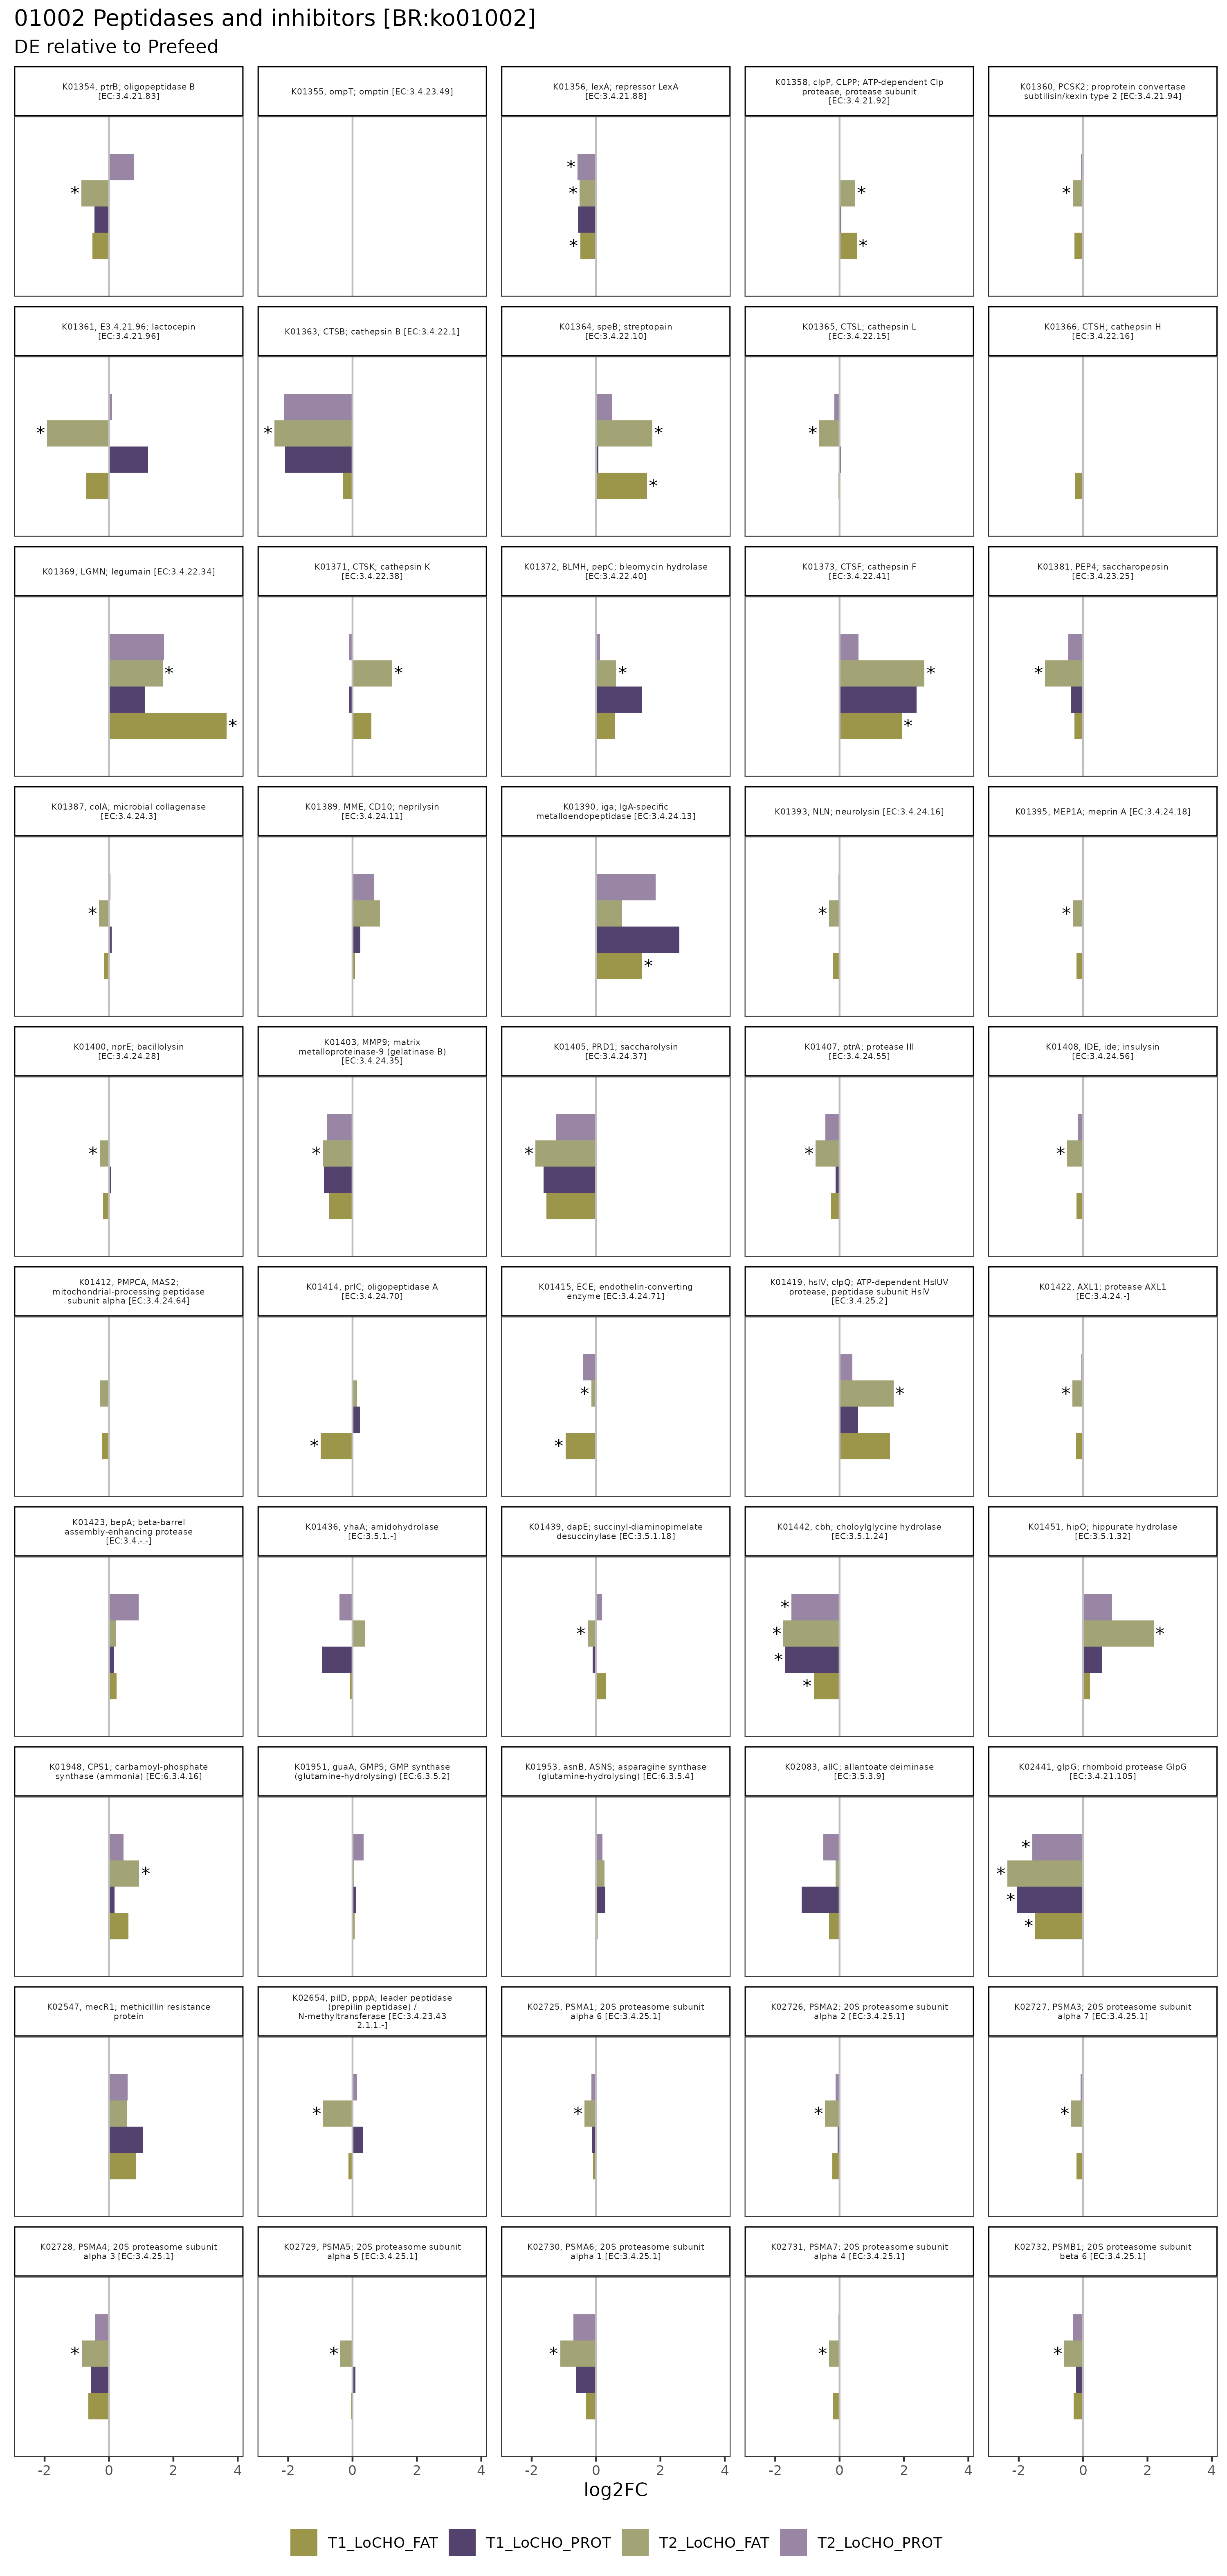 01002 Peptidases and inhibitors [BR:ko01002]
DE relative to Prefeed
K01354, ptrB; oligopeptidase B
[EC:3.4.21.83]
K01355, ompT; omptin [EC:3.4.23.49]
K01356, lexA; repressor LexA
[EC:3.4.21.88]
K01358, clpP, CLPP; ATP-dependent Clp
protease, protease subunit
[EC:3.4.21.92]
K01360, PCSK2; proprotein convertase
subtilisin/kexin type 2 [EC:3.4.21.94]
*
*
*
*
*
*
*
K01361, E3.4.21.96; lactocepin
[EC:3.4.21.96]
K01363, CTSB; cathepsin B [EC:3.4.22.1]
K01364, speB; streptopain
[EC:3.4.22.10]
K01365, CTSL; cathepsin L
[EC:3.4.22.15]
K01366, CTSH; cathepsin H
[EC:3.4.22.16]
*
*
*
*
*
K01369, LGMN; legumain [EC:3.4.22.34]
K01371, CTSK; cathepsin K
[EC:3.4.22.38]
K01372, BLMH, pepC; bleomycin hydrolase
[EC:3.4.22.40]
K01373, CTSF; cathepsin F
[EC:3.4.22.41]
K01381, PEP4; saccharopepsin
[EC:3.4.23.25]
*
*
*
*
*
*
*
K01387, colA; microbial collagenase
[EC:3.4.24.3]
K01389, MME, CD10; neprilysin
[EC:3.4.24.11]
K01390, iga; IgA-specific
metalloendopeptidase [EC:3.4.24.13]
K01393, NLN; neurolysin [EC:3.4.24.16]
K01395, MEP1A; meprin A [EC:3.4.24.18]
*
*
*
*
K01400, nprE; bacillolysin
[EC:3.4.24.28]
K01403, MMP9; matrix
metalloproteinase-9 (gelatinase B)
[EC:3.4.24.35]
K01405, PRD1; saccharolysin
[EC:3.4.24.37]
K01407, ptrA; protease III
[EC:3.4.24.55]
K01408, IDE, ide; insulysin
[EC:3.4.24.56]
*
*
*
*
*
K01412, PMPCA, MAS2;
mitochondrial-processing peptidase
subunit alpha [EC:3.4.24.64]
K01414, prlC; oligopeptidase A
[EC:3.4.24.70]
K01415, ECE; endothelin-converting
enzyme [EC:3.4.24.71]
K01419, hslV, clpQ; ATP-dependent HslUV
protease, peptidase subunit HslV
[EC:3.4.25.2]
K01422, AXL1; protease AXL1
[EC:3.4.24.-]
*
*
*
*
*
K01423, bepA; beta-barrel
assembly-enhancing protease
[EC:3.4.-.-]
K01436, yhaA; amidohydrolase
[EC:3.5.1.-]
K01439, dapE; succinyl-diaminopimelate
desuccinylase [EC:3.5.1.18]
K01442, cbh; choloylglycine hydrolase
[EC:3.5.1.24]
K01451, hipO; hippurate hydrolase
[EC:3.5.1.32]
*
*
*
*
*
*
K01948, CPS1; carbamoyl-phosphate
synthase (ammonia) [EC:6.3.4.16]
K01951, guaA, GMPS; GMP synthase
(glutamine-hydrolysing) [EC:6.3.5.2]
K01953, asnB, ASNS; asparagine synthase
(glutamine-hydrolysing) [EC:6.3.5.4]
K02083, allC; allantoate deiminase
[EC:3.5.3.9]
K02441, glpG; rhomboid protease GlpG
[EC:3.4.21.105]
*
*
*
*
*
K02547, mecR1; methicillin resistance
protein
K02654, pilD, pppA; leader peptidase
(prepilin peptidase) /
N-methyltransferase [EC:3.4.23.43
2.1.1.-]
K02725, PSMA1; 20S proteasome subunit
alpha 6 [EC:3.4.25.1]
K02726, PSMA2; 20S proteasome subunit
alpha 2 [EC:3.4.25.1]
K02727, PSMA3; 20S proteasome subunit
alpha 7 [EC:3.4.25.1]
*
*
*
*
K02728, PSMA4; 20S proteasome subunit
alpha 3 [EC:3.4.25.1]
K02729, PSMA5; 20S proteasome subunit
alpha 5 [EC:3.4.25.1]
K02730, PSMA6; 20S proteasome subunit
alpha 1 [EC:3.4.25.1]
K02731, PSMA7; 20S proteasome subunit
alpha 4 [EC:3.4.25.1]
K02732, PSMB1; 20S proteasome subunit
beta 6 [EC:3.4.25.1]
*
*
*
*
*
-2 0 2 4 -2 0 2 4 -2 0 2 4 -2 0 2 4 -2 0 2 4
log2FC
T1_LoCHO_FAT T1_LoCHO_PROT T2_LoCHO_FAT T2_LoCHO_PROT